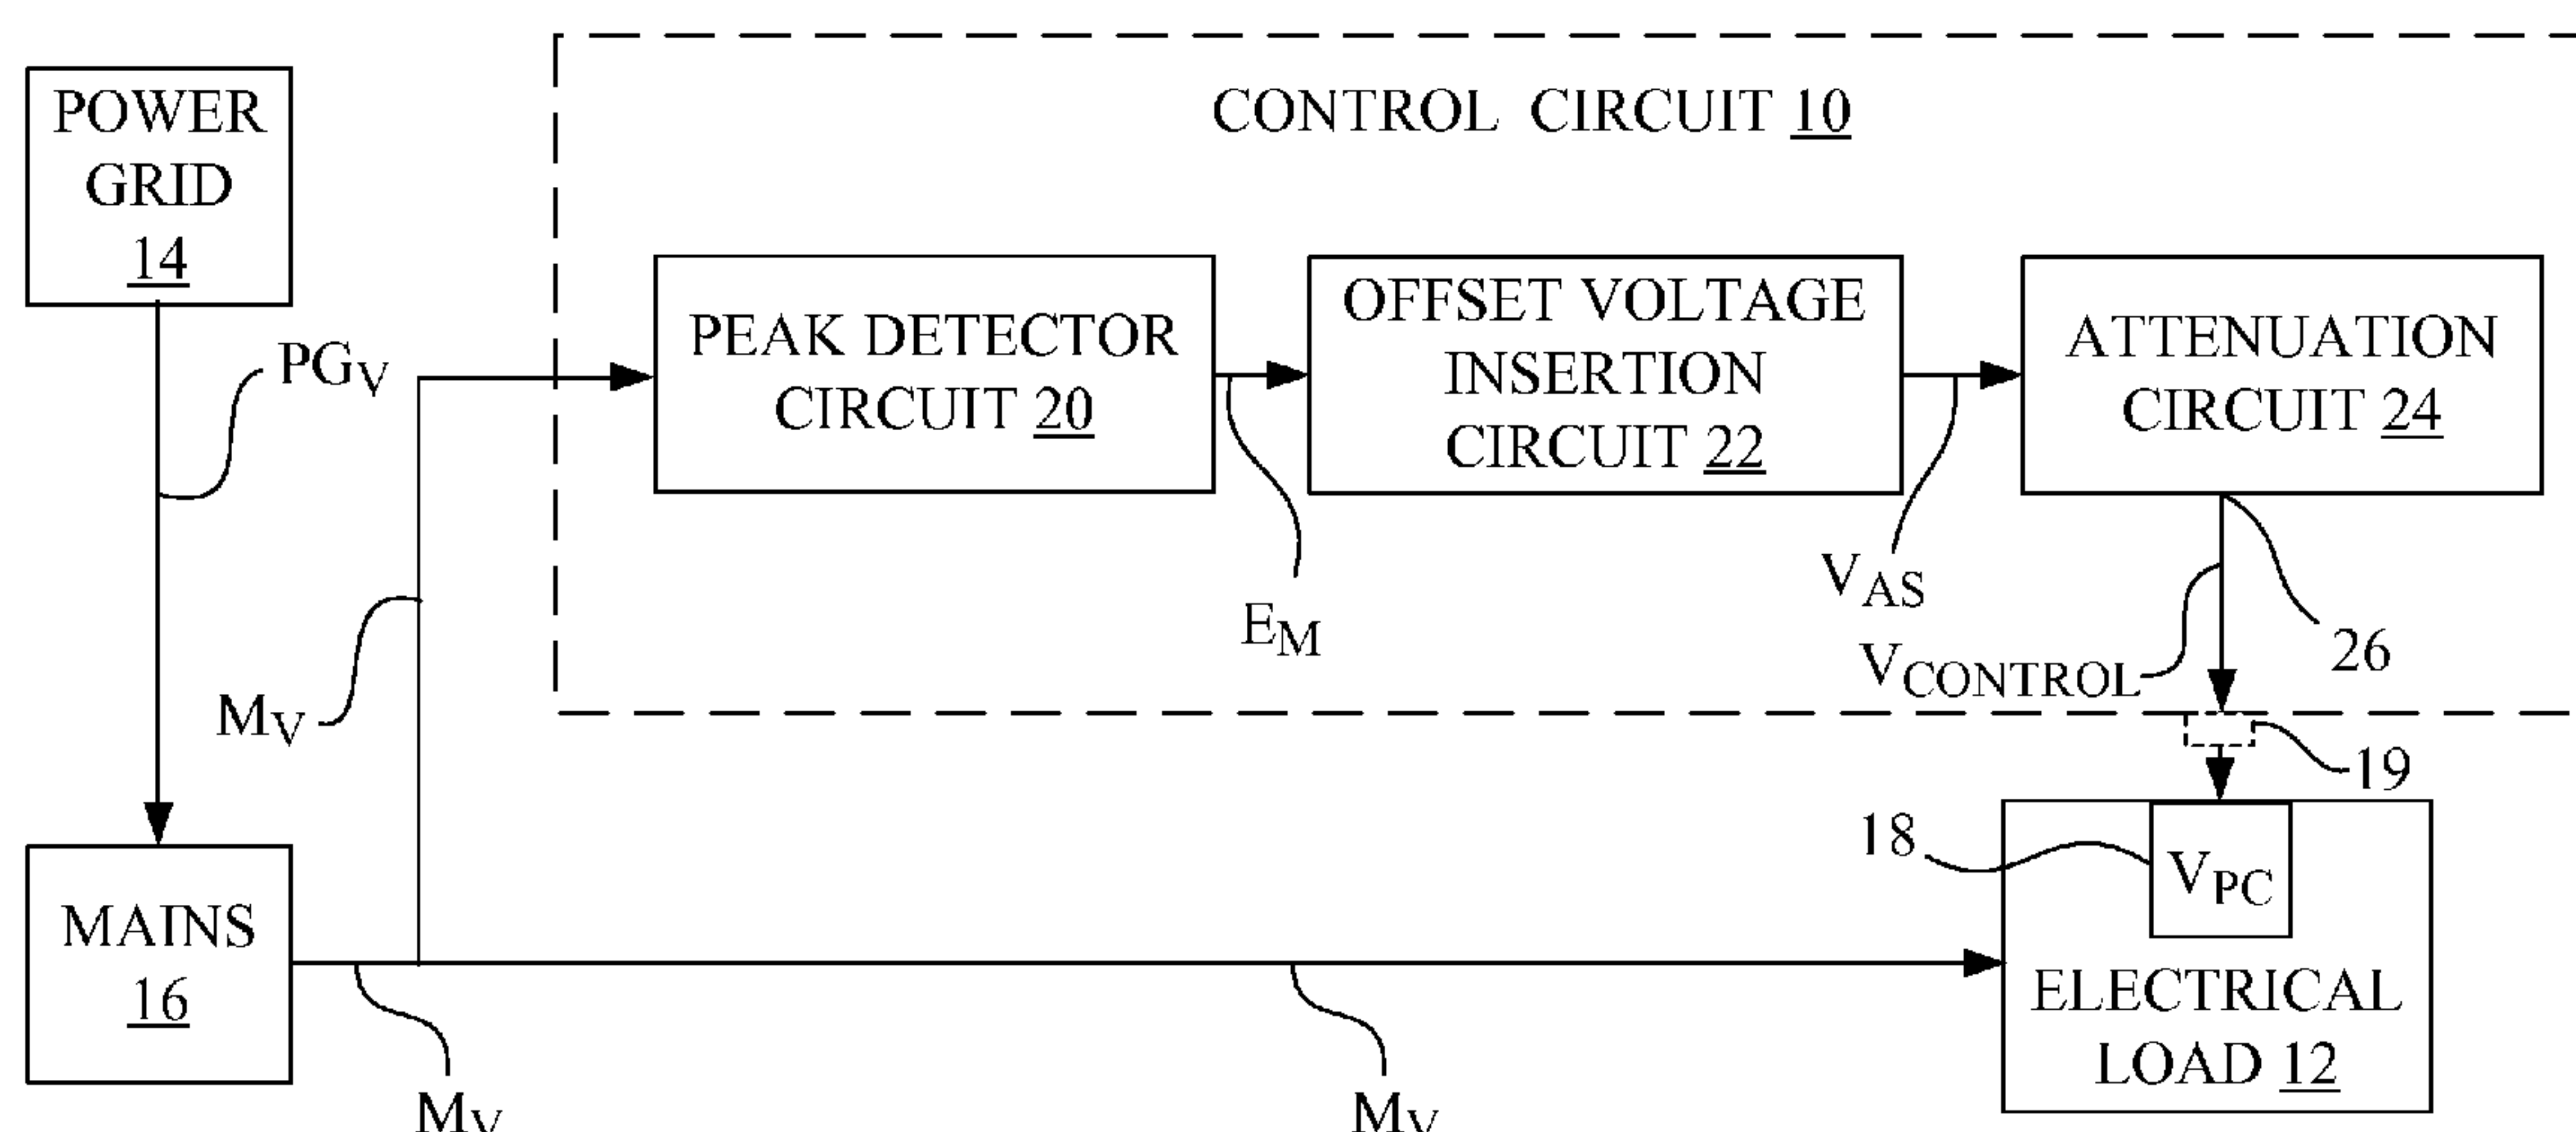 CONTROL CIRCUIT 10
POWER
GRID
14
PEAK DETECTOR
CIRCUIT 20
OFFSET VOLTAGE
INSERTION
CIRCUIT 22
ATTENUATION
CIRCUIT 24
PGV
EM
VAS
VCONTROL
26
MV
19
18
VPC
MAINS
16
ELECTRICAL
LOAD 12
MV
MV